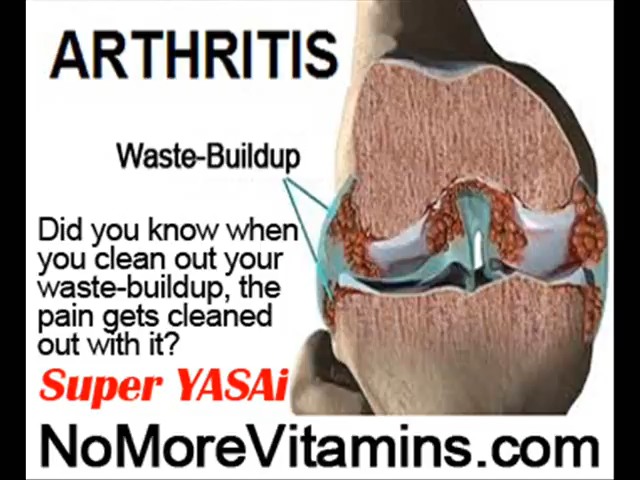 ARTHRITIS
Waste-Buildup
Did you know when
you clean out your
waste-buildup, the
pain gets cleaned
out with it?
Super YASAi
NoMoreVitamins.com